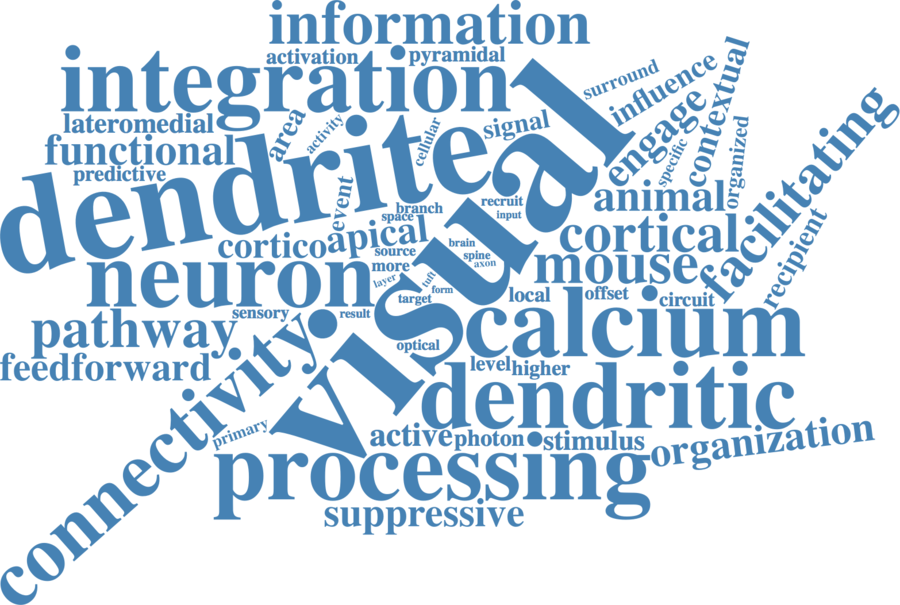 information
activation
pyramidal
integration
surround
influence
contextual
lateromedial
area
activity
cellular
signal
visual
engage
specific
organized
facilitating
functional
predictive
dendrite
event
branch
space
recruit
input
animal
recipient
cortico
apical
source
brain
spine
axon
cortical
neuron
more
layer
tuft
form
mouse
target
local
offset
circuit
pathway
sensory
result
calcium
feedforward
connectivity
optical
level
higher
dendritic
primary
active
photon
stimulus
organization
processing
suppressive